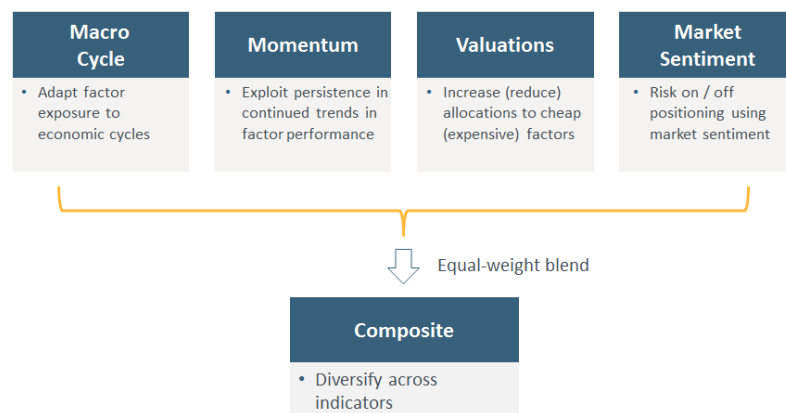 Macro
Cycle
• Adapt factor
exposure to
economic cycles
Momentum
• Exploit persistence in
continued trends in
factor performance
Valuations
• Increase (reduce)
allocations to cheap
(expensive) factors
Market
Sentiment
• Risk on / off
positioning using
market sentiment
Equal-weight blend
Composite
• Diversify across
indicators